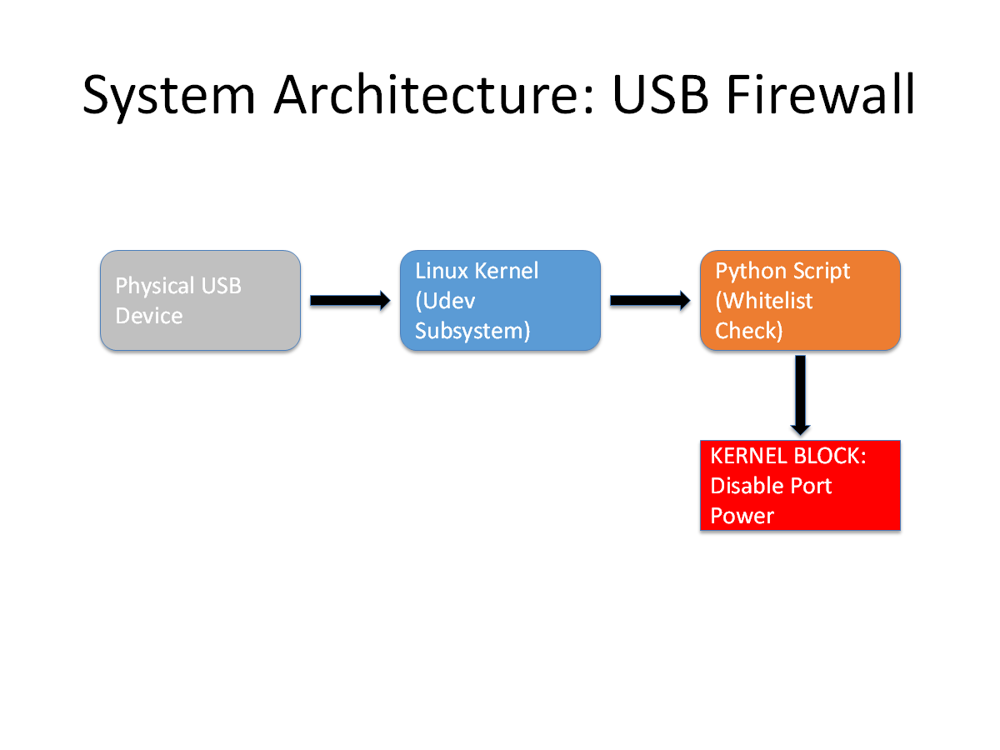 System Architecture: USB Firewall
Physical USB
Device
Linux Kernel
(Udev
Subsystem)
Python Script
(Whitelist
Check)
KERNEL BLOCK:
Disable Port
Power